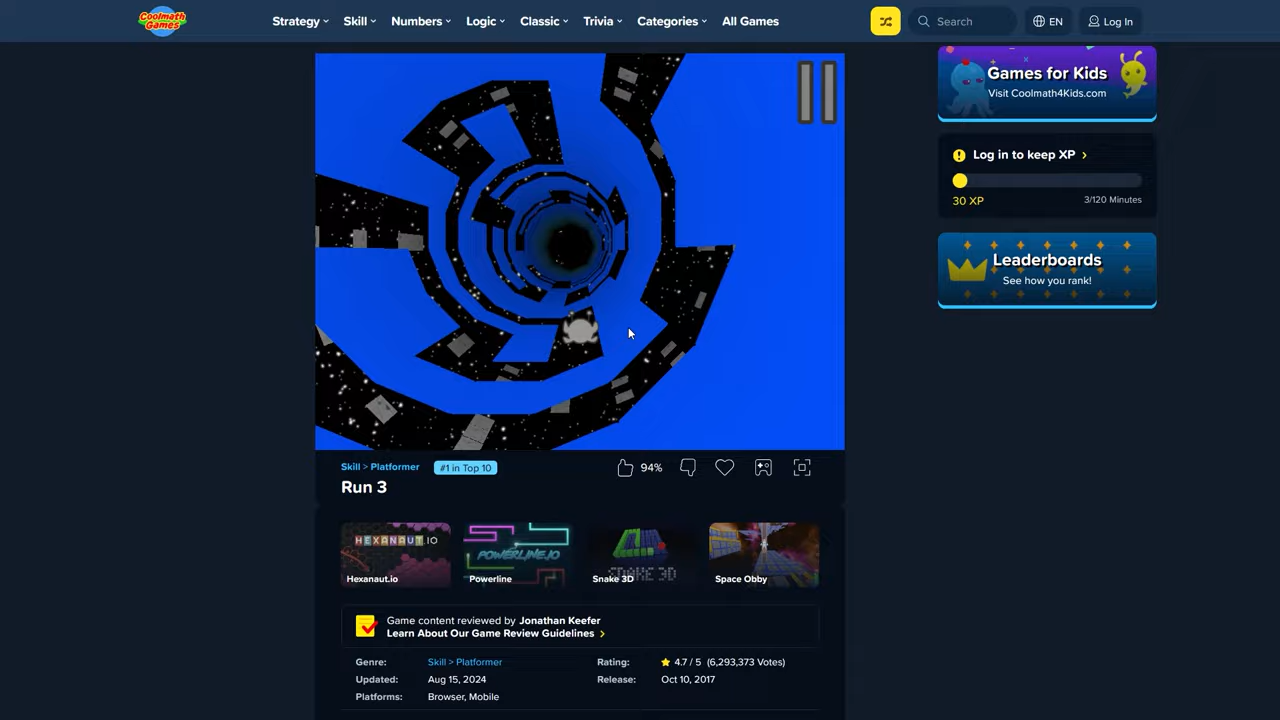 Coolmath Games
Strategy Skill Numbers Logic Classic Trivia Categories All Games
Search
EN
Log In
Games for Kids
Visit Coolmath4Kids.com
Log in to keep XP
30 XP
3/120 Minutes
Leaderboards
See how you rank!
Skill > Platformer
#1 in Top 10
94%
Run 3
HEXANAUT.IO
Hexanaut.io
POWERLINE.IO
Powerline
SNAKE 3D
Snake 3D
Space Obby
Game content reviewed by Jonathan Keefer
Learn About Our Game Review Guidelines
Genre: Skill > Platformer
Rating: 4.7 / 5 (6,293,373 Votes)
Updated: Aug 15, 2024
Release: Oct 10, 2017
Platforms: Browser, Mobile